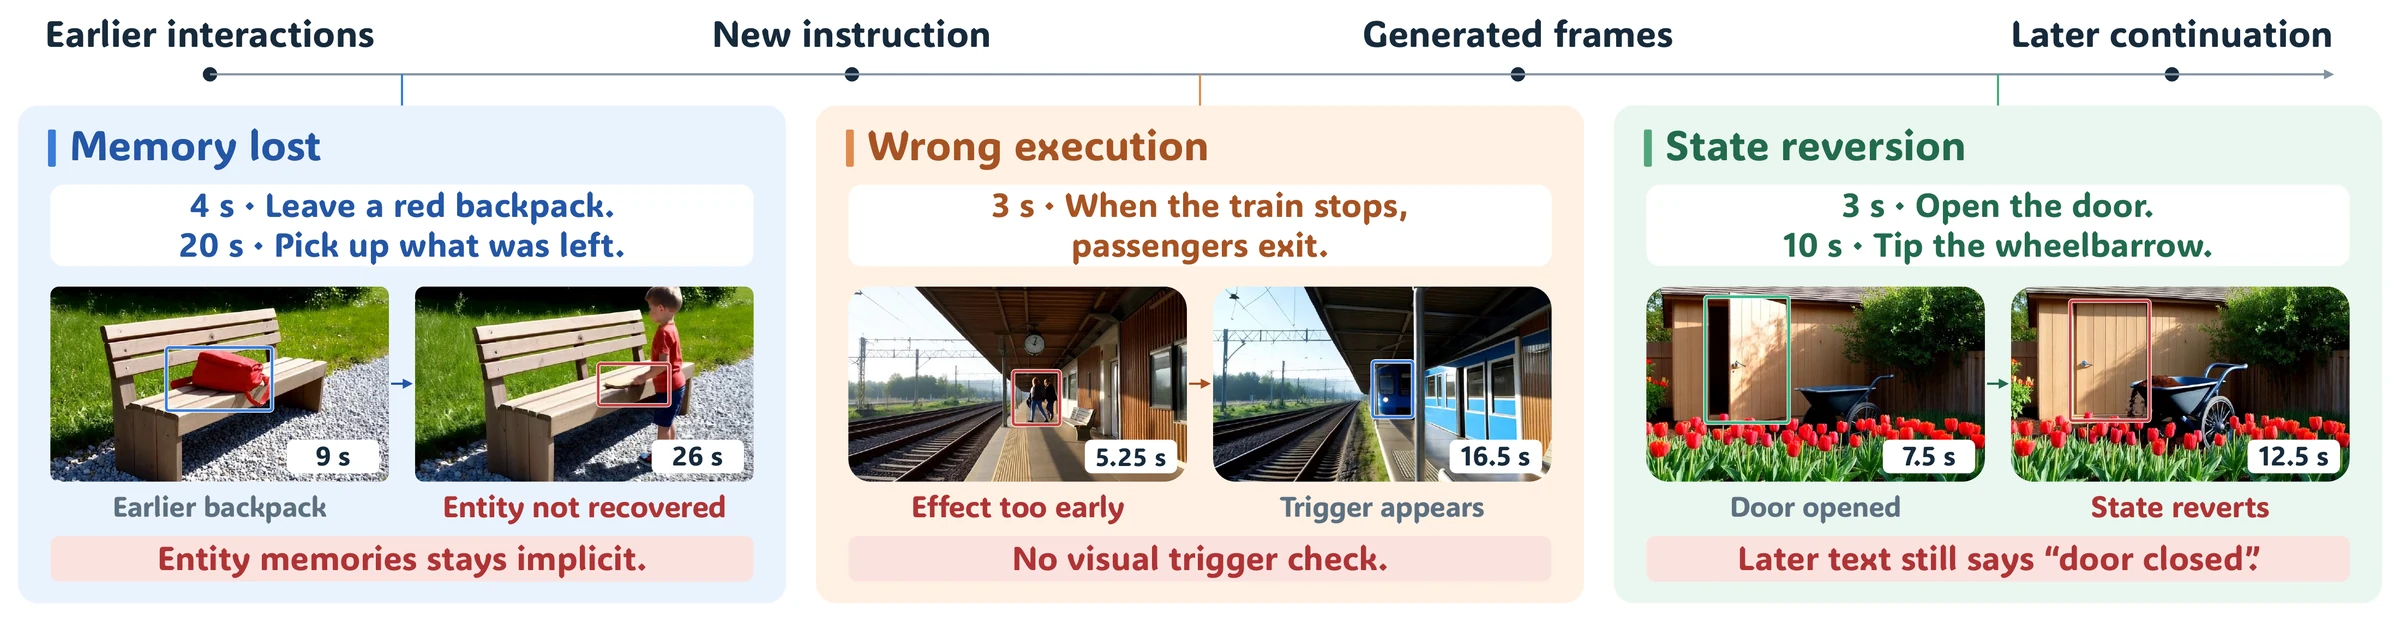 Earlier interactions
New instruction
Generated frames
Later continuation
Memory lost
4 s • Leave a red backpack.
20 s • Pick up what was left.
9 s
26 s
Earlier backpack
Entity not recovered
Entity memories stays implicit.
Wrong execution
3 s • When the train stops,
passengers exit.
5.25 s
16.5 s
Effect too early
Trigger appears
No visual trigger check.
State reversion
3 s • Open the door.
10 s • Tip the wheelbarrow.
7.5 s
12.5 s
Door opened
State reverts
Later text still says “door closed”.